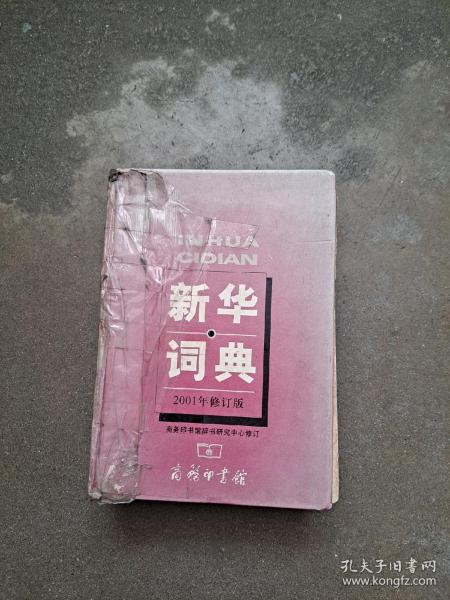 XINHUA
CIDIAN
新华
词典
2001年修订版
商务印书馆辞书研究中心修订
商务印书馆
孔夫子旧书网
www.kongfz.com